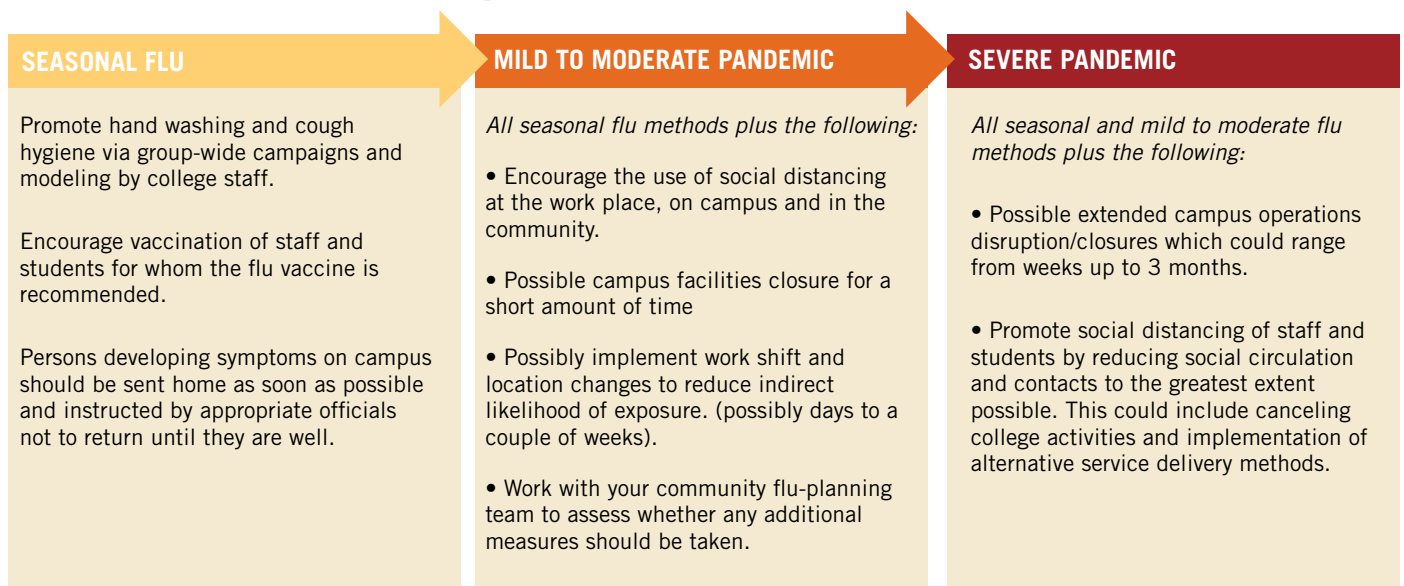 SEASONAL FLU
Promote hand washing and cough
hygiene via group-wide campaigns and
modeling by college staff.
Encourage vaccination of staff and
students for whom the flu vaccine is
recommended.
Persons developing symptoms on campus
should be sent home as soon as possible
and instructed by appropriate officials
not to return until they are well.
MILD TO MODERATE PANDEMIC
All seasonal flu methods plus the following:
• Encourage the use of social distancing
at the work place, on campus and in the
community.
• Possible campus facilities closure for a
short amount of time
• Possibly implement work shift and
location changes to reduce indirect
likelihood of exposure. (possibly days to a
couple of weeks).
• Work with your community flu-planning
team to assess whether any additional
measures should be taken.
SEVERE PANDEMIC
All seasonal and mild to moderate flu
methods plus the following:
• Possible extended campus operations
disruption/closures which could range
from weeks up to 3 months.
• Promote social distancing of staff and
students by reducing social circulation
and contacts to the greatest extent
possible. This could include canceling
college activities and implementation of
alternative service delivery methods.